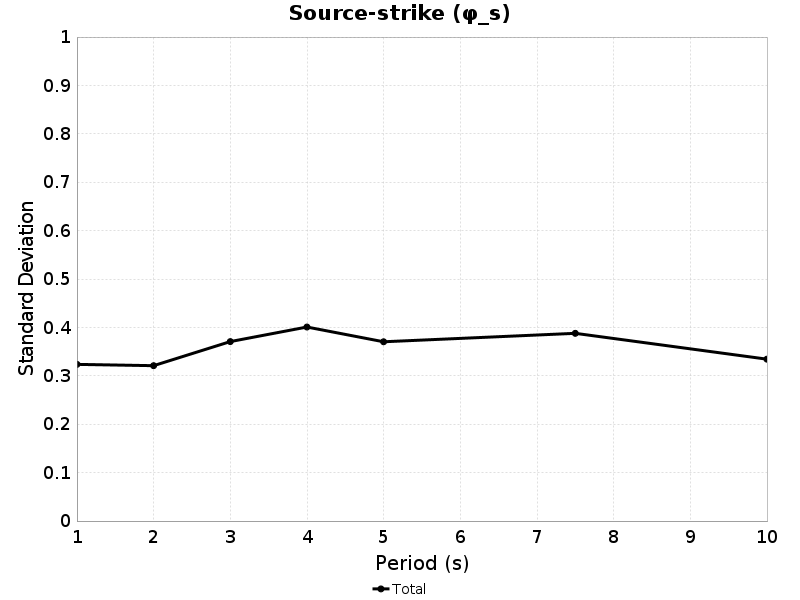 Source-strike (φ_s)
1
0.9
0.8
0.7
0.6
0.5
0.4
0.3
0.2
0.1
0
Standard Deviation
1 2 3 4 5 6 7 8 9 10
Period (s)
Total